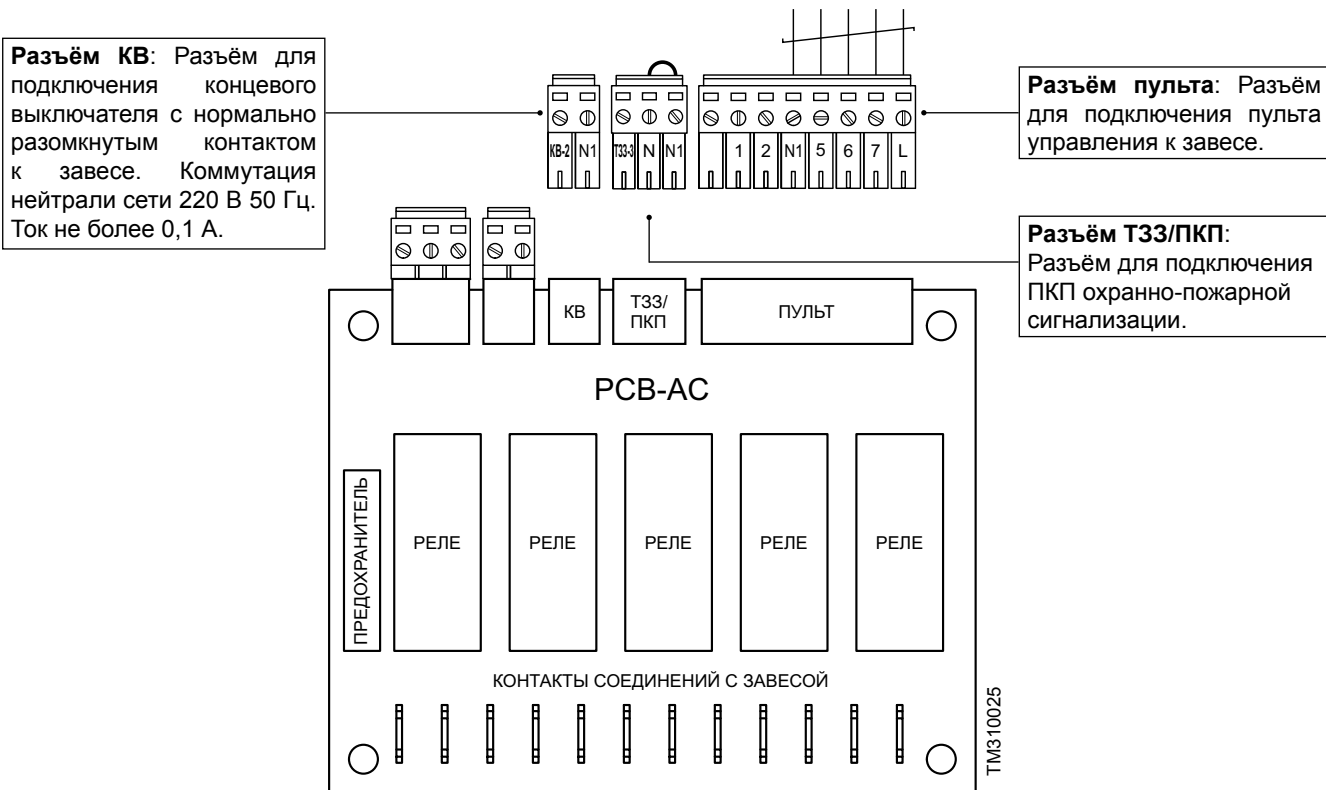 Разъём КВ: Разъём для
подключения концевого
выключателя с нормально
разомкнутым контактом
к завесе. Коммутация
нейтрали сети 220 В 50 Гц.
Ток не более 0,1 А.
КВ-2 N1
ТЗЗ-3 N N1
1 2 N1 5 6 7 L
Разъём пульта: Разъём
для подключения пульта
управления к завесе.
Разъём ТЗЗ/ПКП:
Разъём для подключения
ПКП охранно-пожарной
сигнализации.
КВ
ТЗЗ/
ПКП
ПУЛЬТ
PCB-AC
ПРЕДОХРАНИТЕЛЬ
РЕЛЕ РЕЛЕ РЕЛЕ РЕЛЕ РЕЛЕ
КОНТАКТЫ СОЕДИНЕНИЙ С ЗАВЕСОЙ
TM310025